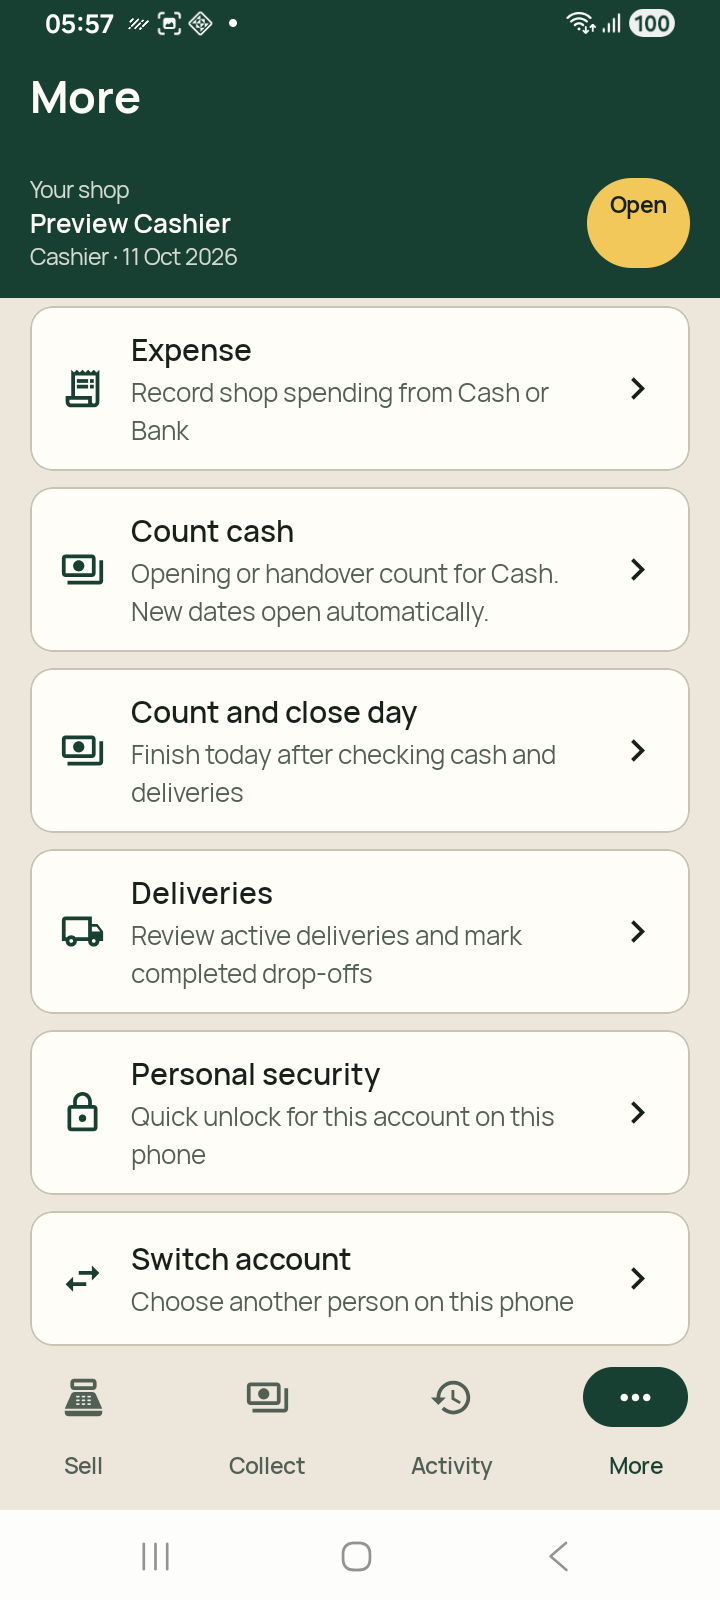 05:57
100
More
Your shop
Preview Cashier
Cashier · 11 Oct 2026
Open
Expense
Record shop spending from Cash or
Bank
Count cash
Opening or handover count for Cash.
New dates open automatically.
Count and close day
Finish today after checking cash and
deliveries
Deliveries
Review active deliveries and mark
completed drop-offs
Personal security
Quick unlock for this account on this
phone
Switch account
Choose another person on this phone
Sell
Collect
Activity
More